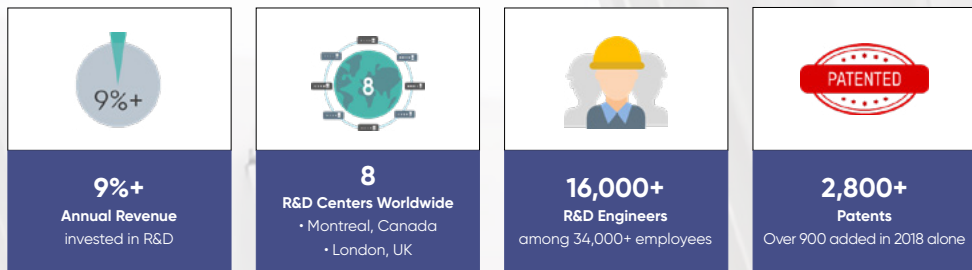 9%+
9%+
Annual Revenue
invested in R&D
8
8
R&D Centers Worldwide
• Montreal, Canada
• London, UK
16,000+
R&D Engineers
among 34,000+ employees
PATENTED
2,800+
Patents
Over 900 added in 2018 alone